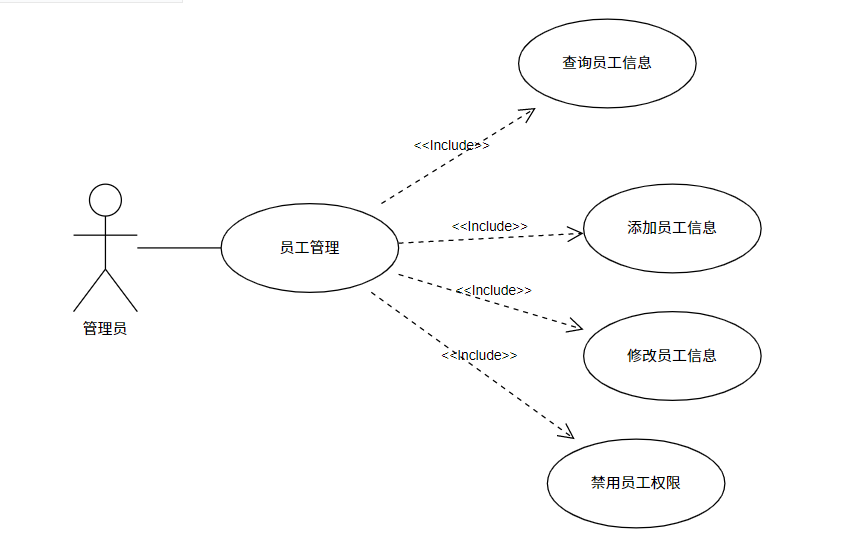 查询员工信息
<<Include>>
<<Include>>
添加员工信息
员工管理
<<Include>>
管理员
<<Include>>
修改员工信息
禁用员工权限